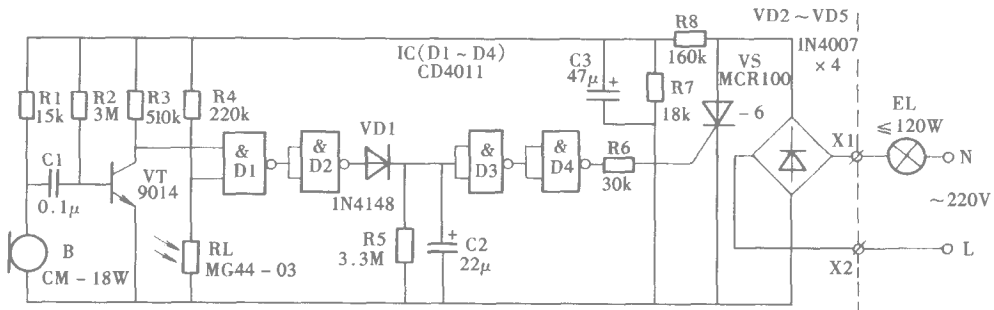 VD2～VD5
1N4007
×4
R8
160k
VS
MCR100
-6
IC(D1～D4)
CD4011
C3
47μ
+
R7
18k
R1
15k
R2
3M
R3
510k
R4
220k
EL
≤120W
X1
N
&
D1
&
D2
VD1
1N4148
&
D3
&
D4
R6
30k
C1
0.1μ
VT
9014
～220V
B
CM-18W
RL
MG44-03
R5
3.3M
+
C2
22μ
X2
L